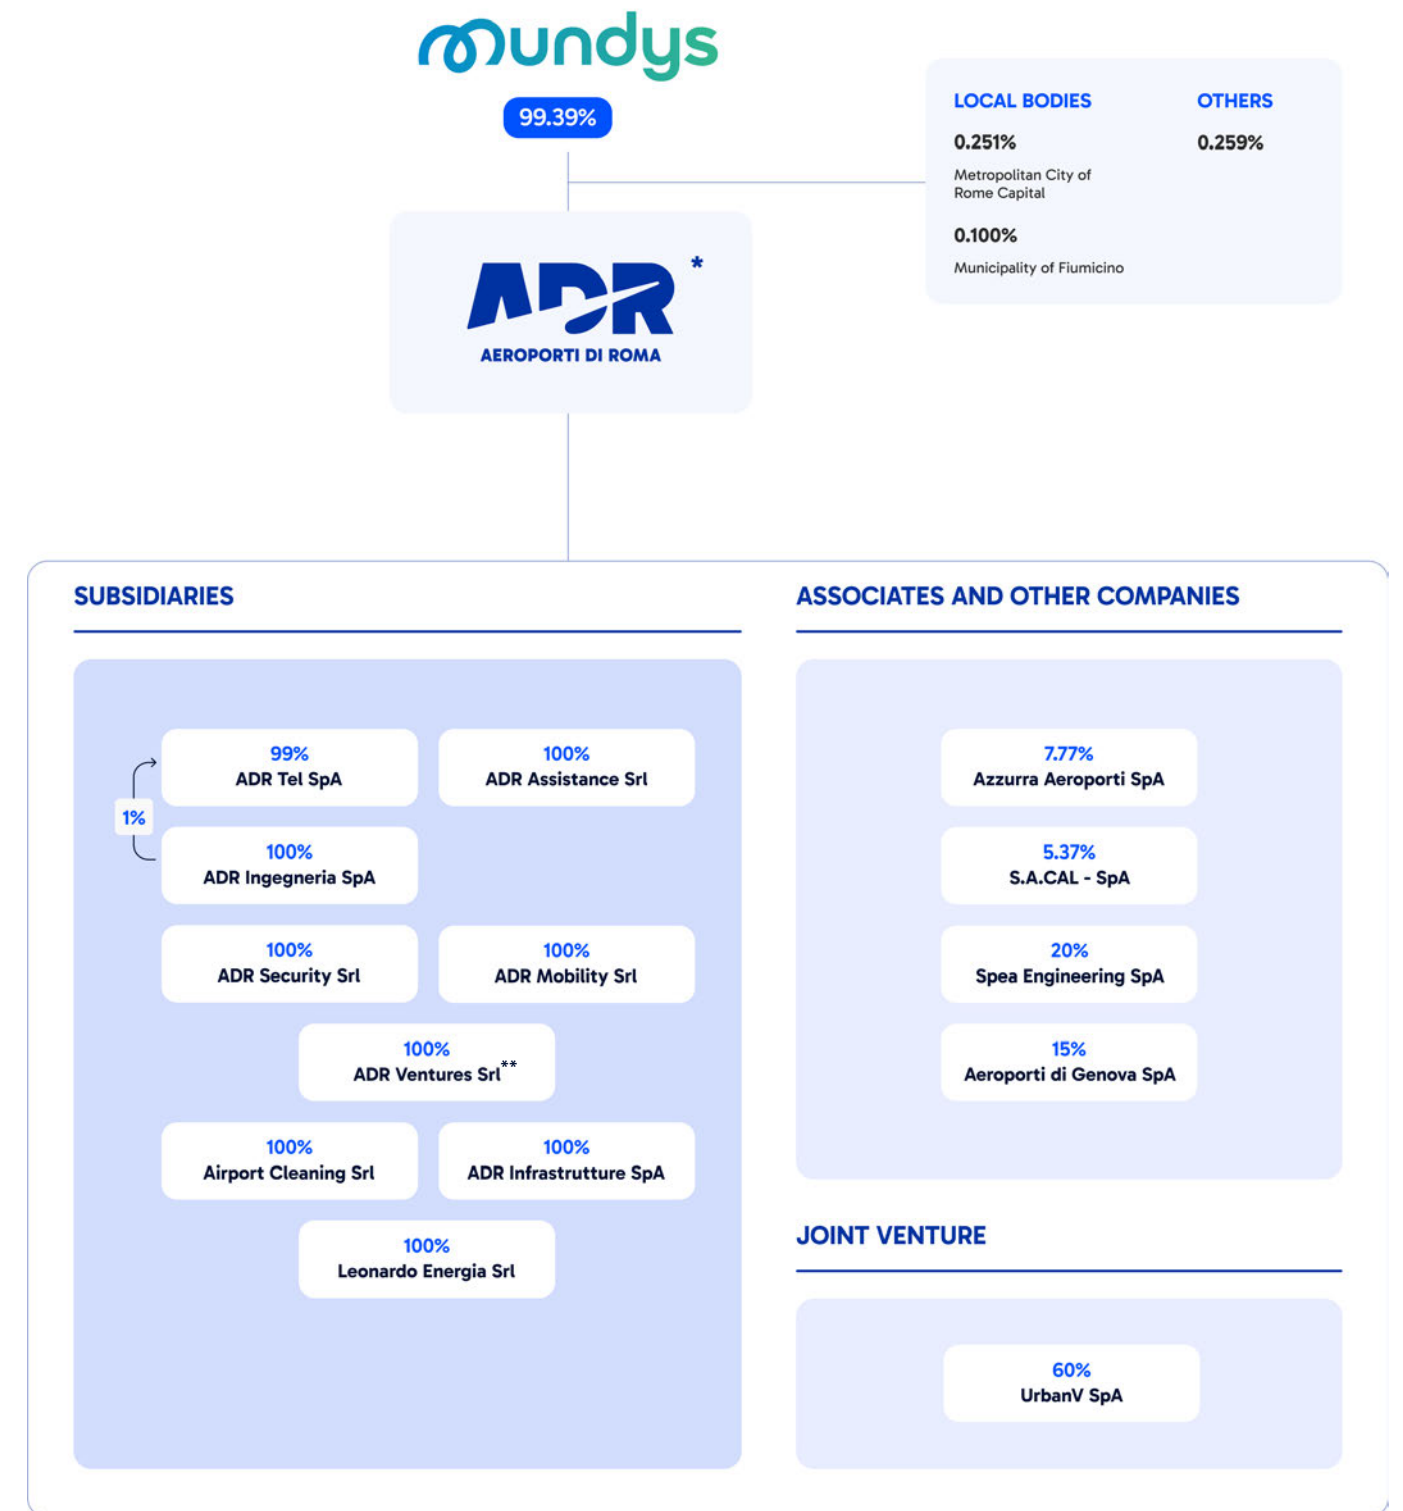 mundys
99.39%
LOCAL BODIES
0.251%
Metropolitan City of
Rome Capital
0.100%
Municipality of Fiumicino
OTHERS
0.259%
ADR *
AEROPORTI DI ROMA
SUBSIDIARIES
99%
ADR Tel SpA
100%
ADR Assistance Srl
1%
100%
ADR Ingegneria SpA
100%
ADR Security Srl
100%
ADR Mobility Srl
100%
ADR Ventures Srl**
100%
Airport Cleaning Srl
100%
ADR Infrastrutture SpA
100%
Leonardo Energia Srl
ASSOCIATES AND OTHER COMPANIES
7.77%
Azzurra Aeroporti SpA
5.37%
S.A.CAL - SpA
20%
Spea Engineering SpA
15%
Aeroporti di Genova SpA
JOINT VENTURE
60%
UrbanV SpA